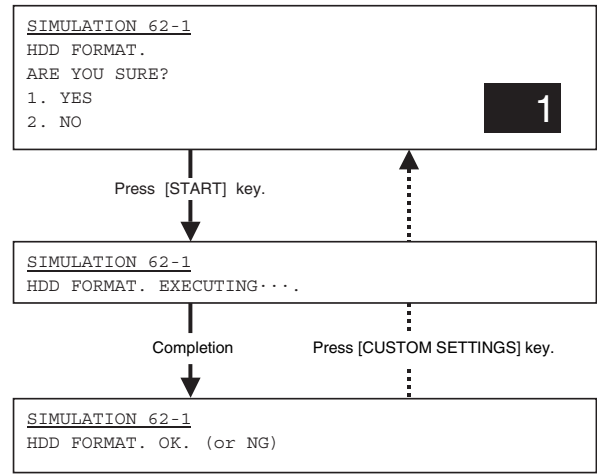 SIMULATION 62-1
HDD FORMAT.
ARE YOU SURE?
1. YES
2. NO
1
Press [START] key.
SIMULATION 62-1
HDD FORMAT. EXECUTING···.
Completion
Press [CUSTOM SETTINGS] key.
SIMULATION 62-1
HDD FORMAT. OK. (or NG)